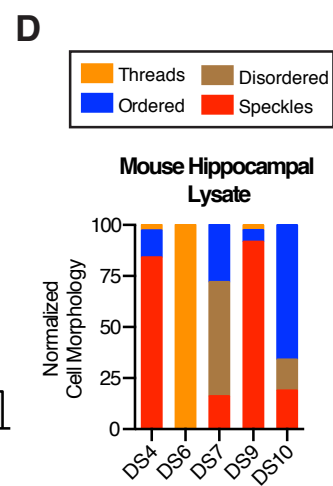 D
Threads
Disordered
Ordered
Speckles
Mouse Hippocampal
Lysate
Normalized
Cell Morphology
100
75
50
25
0
DS4
DS6
DS7
DS9
DS10